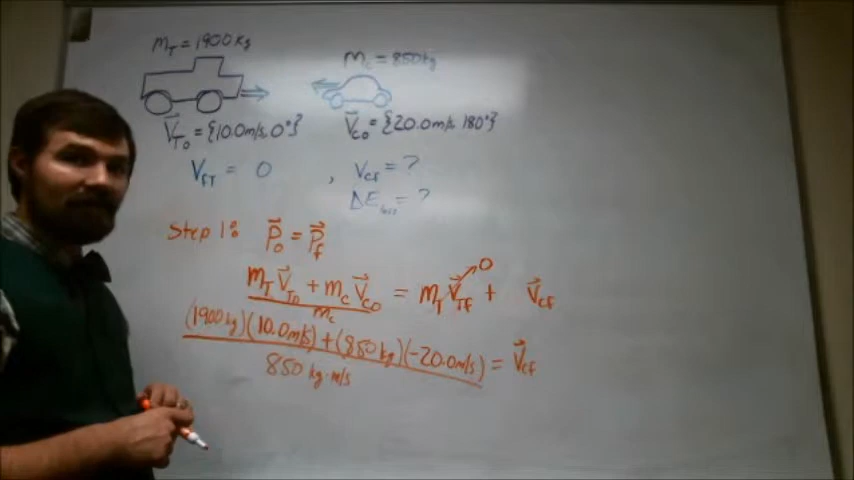 m_T = 1900 kg
m_c = 850 kg
V⃗_To = {10.0 m/s, 0°}
V⃗_co = {20.0 m/s, 180°}
V_fT = 0 , V_cf = ?
ΔE_loss = ?
Step 1: P⃗_o = P⃗_f
m_T V⃗_To + m_c V⃗_co = m_T V⃗_Tf → 0 + V⃗_cf
m_c
(1900 kg)(10.0 m/s) + (850 kg)(-20.0 m/s) = V⃗_cf
850 kg·m/s